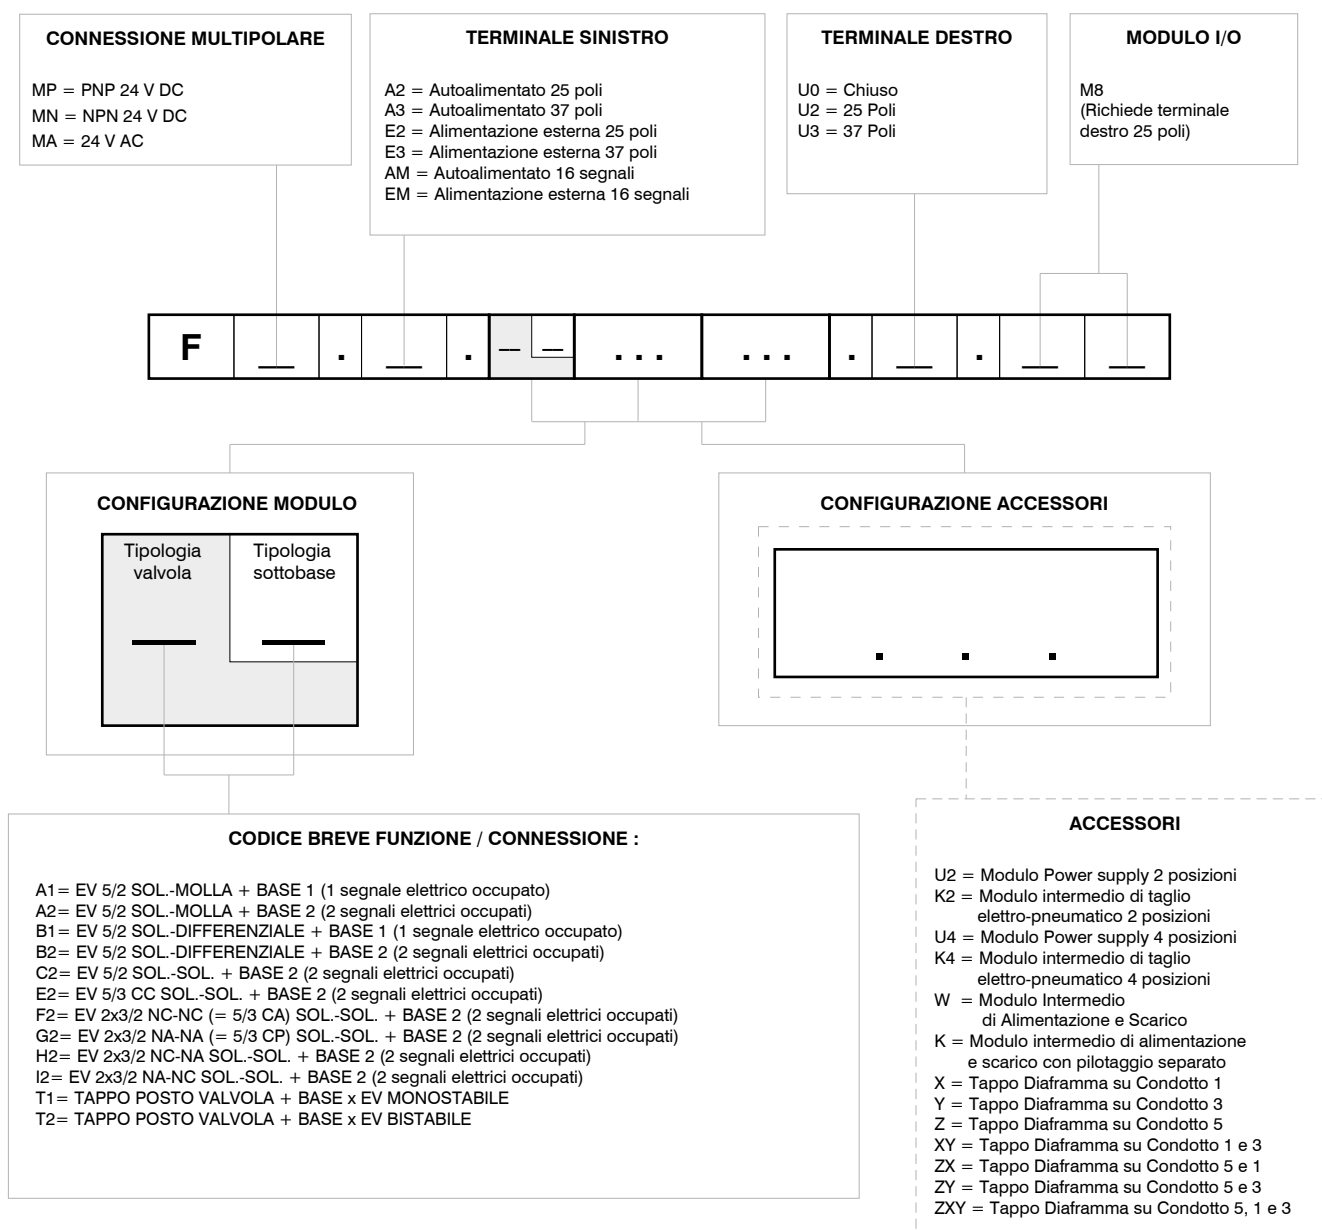 CONNESSIONE MULTIPOLARE
MP = PNP 24 V DC
MN = NPN 24 V DC
MA = 24 V AC
TERMINALE SINISTRO
A2 = Autoalimentato 25 poli
A3 = Autoalimentato 37 poli
E2 = Alimentazione esterna 25 poli
E3 = Alimentazione esterna 37 poli
AM = Autoalimentato 16 segnali
EM = Alimentazione esterna 16 segnali
TERMINALE DESTRO
U0 = Chiuso
U2 = 25 Poli
U3 = 37 Poli
MODULO I/O
M8
(Richiede terminale
destro 25 poli)
F __ . __ . __ __ . . . . . . . __ . __ __
CONFIGURAZIONE MODULO
Tipologia
valvola
Tipologia
sottobase
CONFIGURAZIONE ACCESSORI
. . .
CODICE BREVE FUNZIONE / CONNESSIONE :
A1= EV 5/2 SOL.-MOLLA + BASE 1 (1 segnale elettrico occupato)
A2= EV 5/2 SOL.-MOLLA + BASE 2 (2 segnali elettrici occupati)
B1= EV 5/2 SOL.-DIFFERENZIALE + BASE 1 (1 segnale elettrico occupato)
B2= EV 5/2 SOL.-DIFFERENZIALE + BASE 2 (2 segnali elettrici occupati)
C2= EV 5/2 SOL.-SOL. + BASE 2 (2 segnali elettrici occupati)
E2= EV 5/3 CC SOL.-SOL. + BASE 2 (2 segnali elettrici occupati)
F2= EV 2x3/2 NC-NC (= 5/3 CA) SOL.-SOL. + BASE 2 (2 segnali elettrici occupati)
G2= EV 2x3/2 NA-NA (= 5/3 CP) SOL.-SOL. + BASE 2 (2 segnali elettrici occupati)
H2= EV 2x3/2 NC-NA SOL.-SOL. + BASE 2 (2 segnali elettrici occupati)
I2= EV 2x3/2 NA-NC SOL.-SOL. + BASE 2 (2 segnali elettrici occupati)
T1= TAPPO POSTO VALVOLA + BASE x EV MONOSTABILE
T2= TAPPO POSTO VALVOLA + BASE x EV BISTABILE
ACCESSORI
U2 = Modulo Power supply 2 posizioni
K2 = Modulo intermedio di taglio
elettro-pneumatico 2 posizioni
U4 = Modulo Power supply 4 posizioni
K4 = Modulo intermedio di taglio
elettro-pneumatico 4 posizioni
W = Modulo Intermedio
di Alimentazione e Scarico
K = Modulo intermedio di alimentazione
e scarico con pilotaggio separato
X = Tappo Diaframma su Condotto 1
Y = Tappo Diaframma su Condotto 3
Z = Tappo Diaframma su Condotto 5
XY = Tappo Diaframma su Condotto 1 e 3
ZX = Tappo Diaframma su Condotto 5 e 1
ZY = Tappo Diaframma su Condotto 5 e 3
ZXY = Tappo Diaframma su Condotto 5, 1 e 3